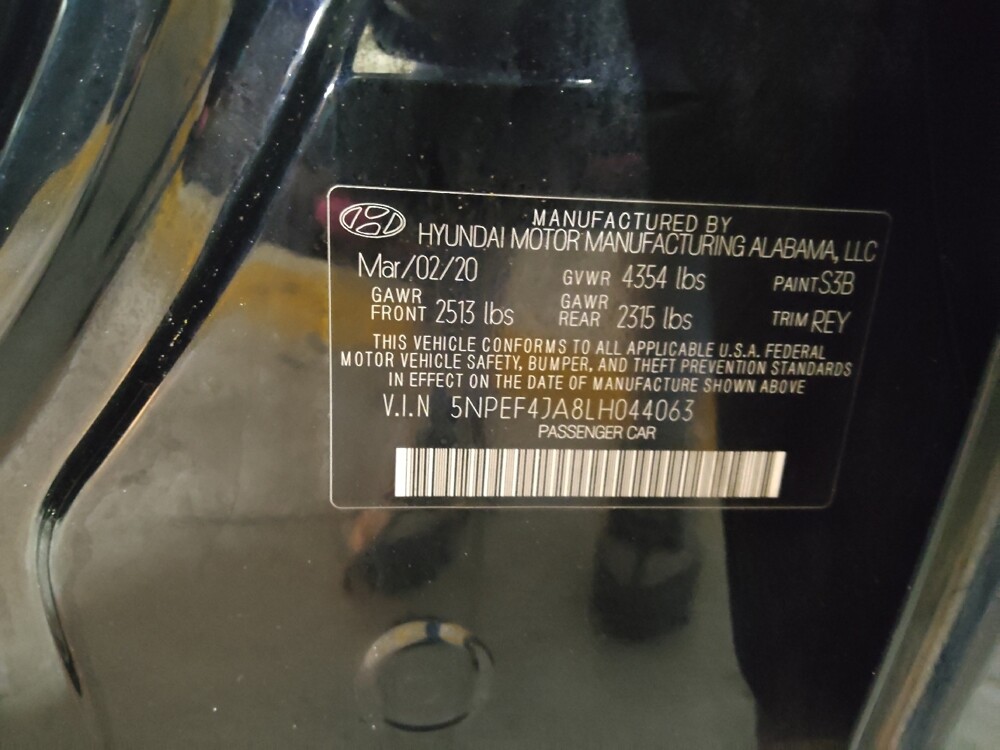 MANUFACTURED BY
HYUNDAI MOTOR MANUFACTURING ALABAMA, LLC
Mar/02/20 GVWR 4354 lbs PAINT S3B
GAWR FRONT 2513 lbs GAWR REAR 2315 lbs TRIM REY
THIS VEHICLE CONFORMS TO ALL APPLICABLE U.S.A. FEDERAL
MOTOR VEHICLE SAFETY, BUMPER, AND THEFT PREVENTION STANDARDS
IN EFFECT ON THE DATE OF MANUFACTURE SHOWN ABOVE
V.I.N 5NPEF4JA8LH044063
PASSENGER CAR